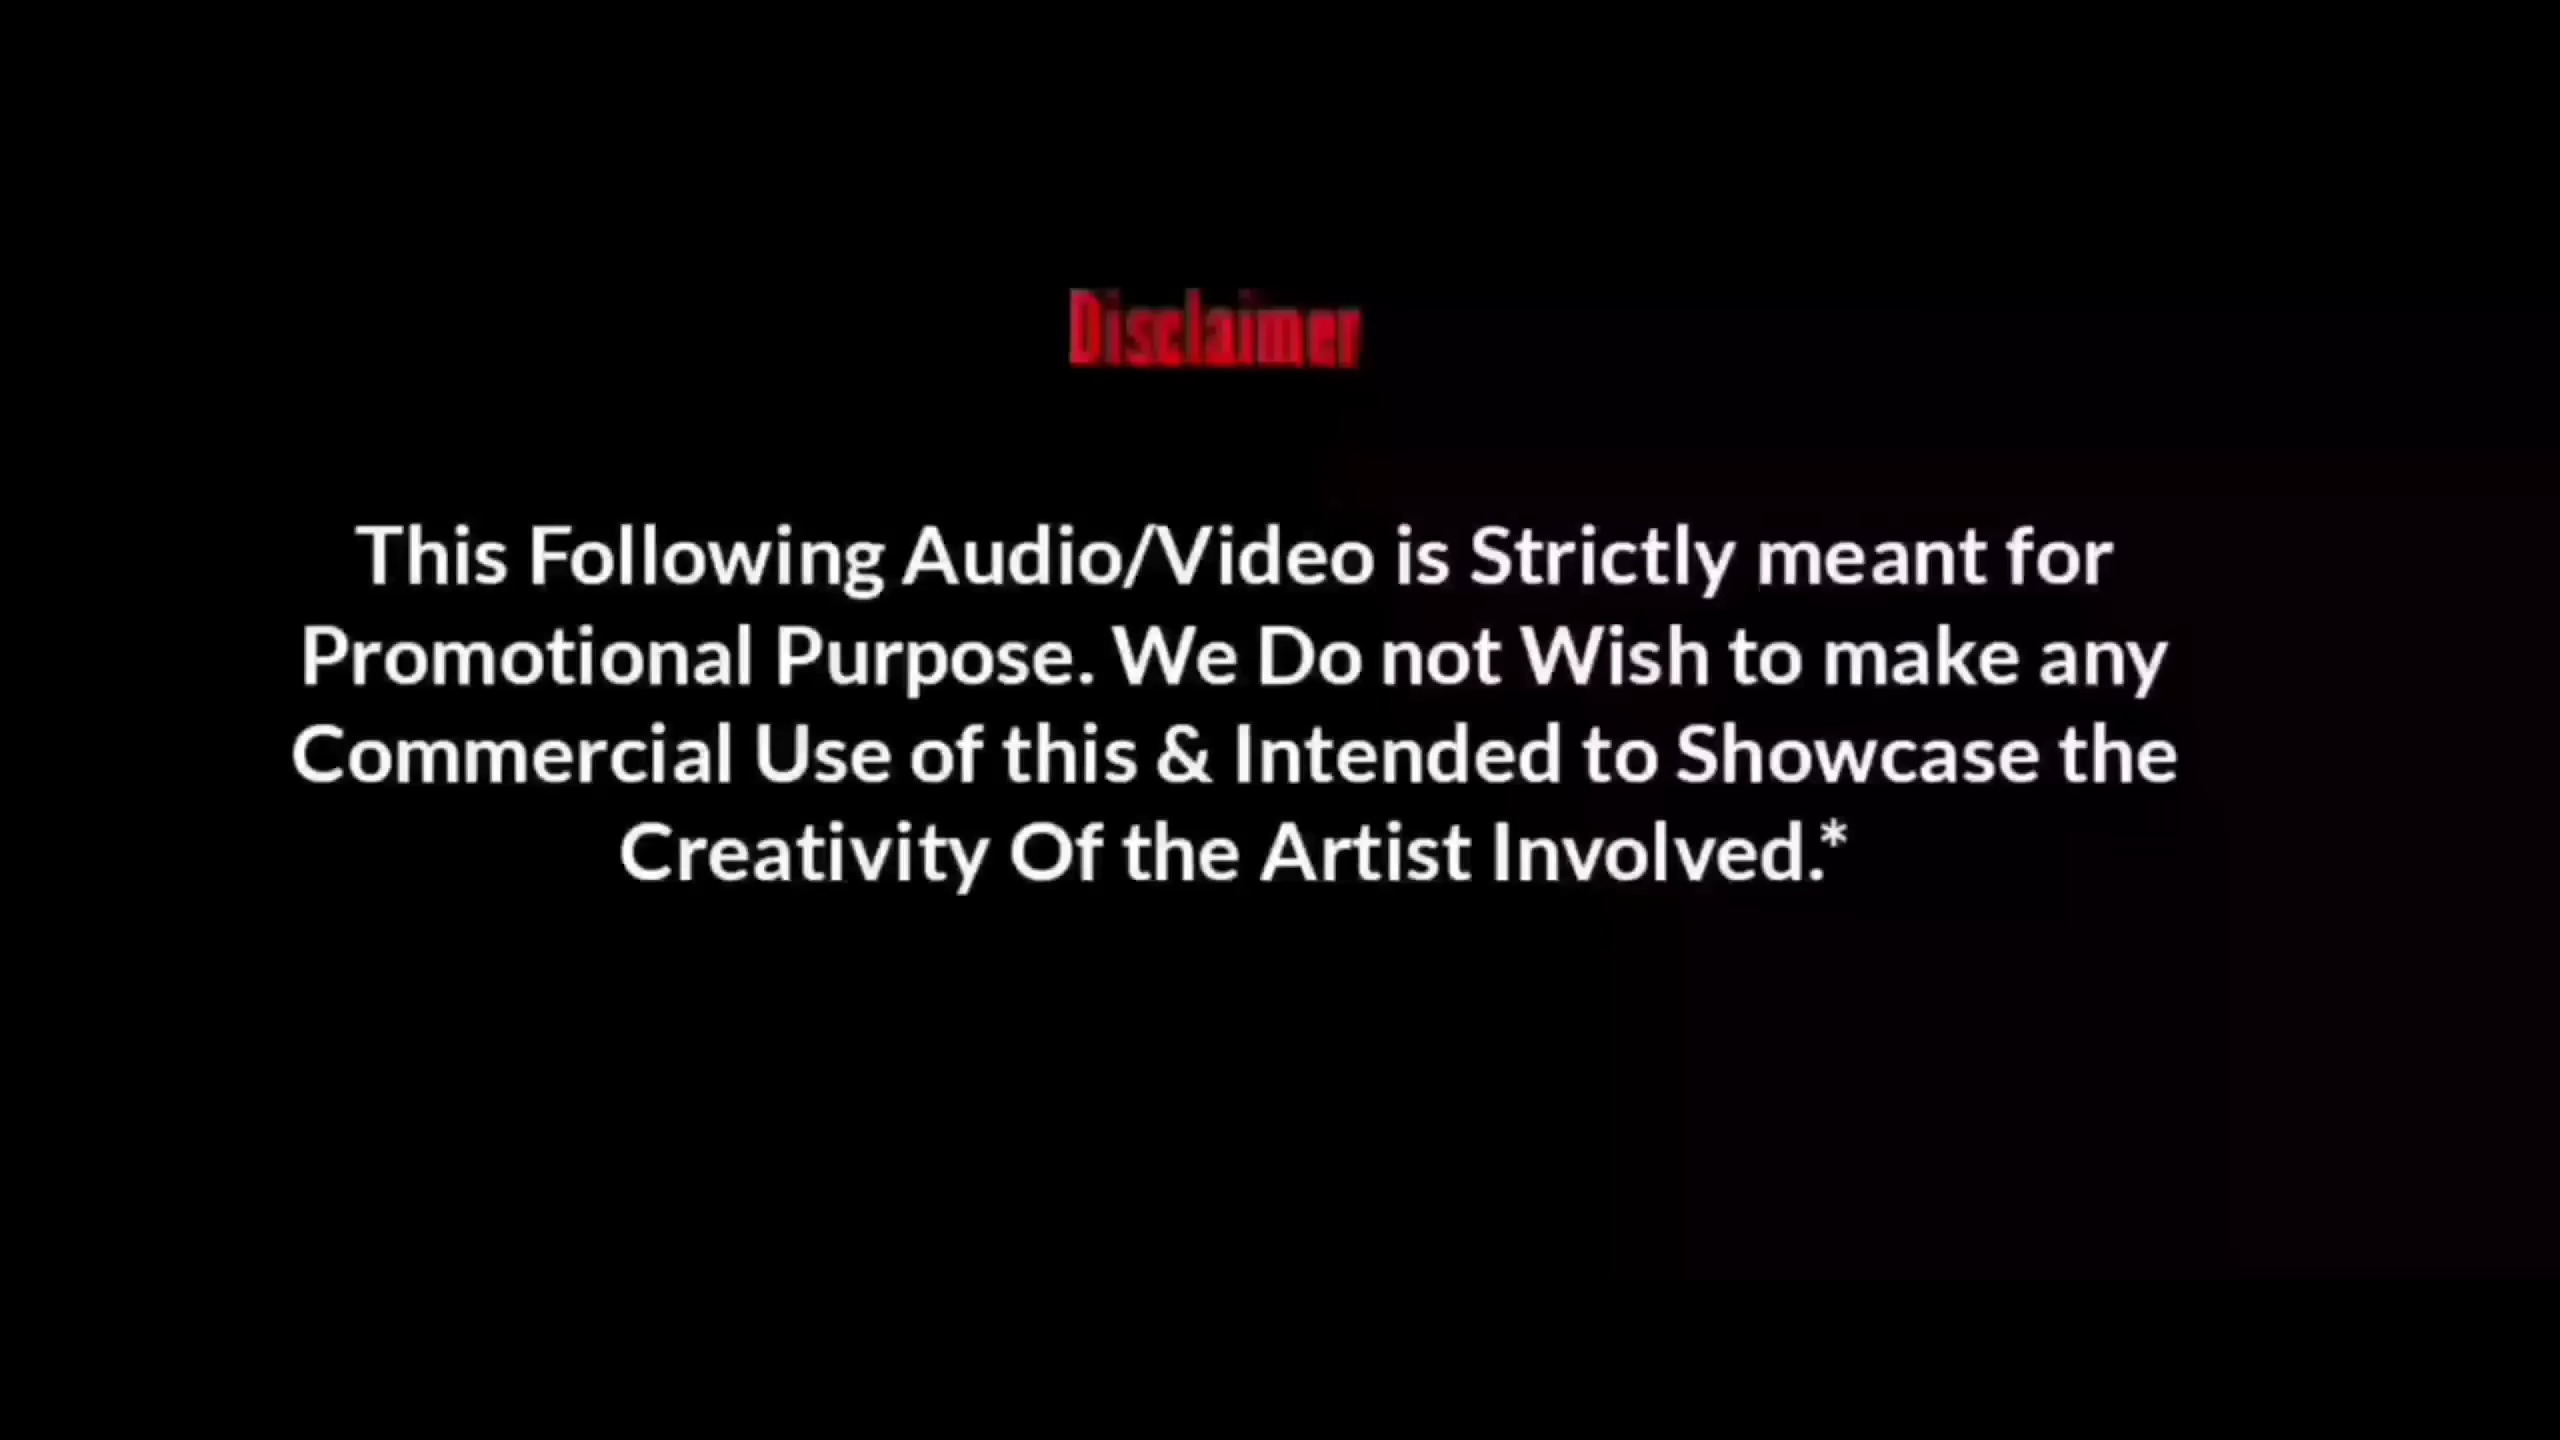 Disclaimer
This Following Audio/Video is Strictly meant for
Promotional Purpose. We Do not Wish to make any
Commercial Use of this & Intended to Showcase the
Creativity Of the Artist Involved.*